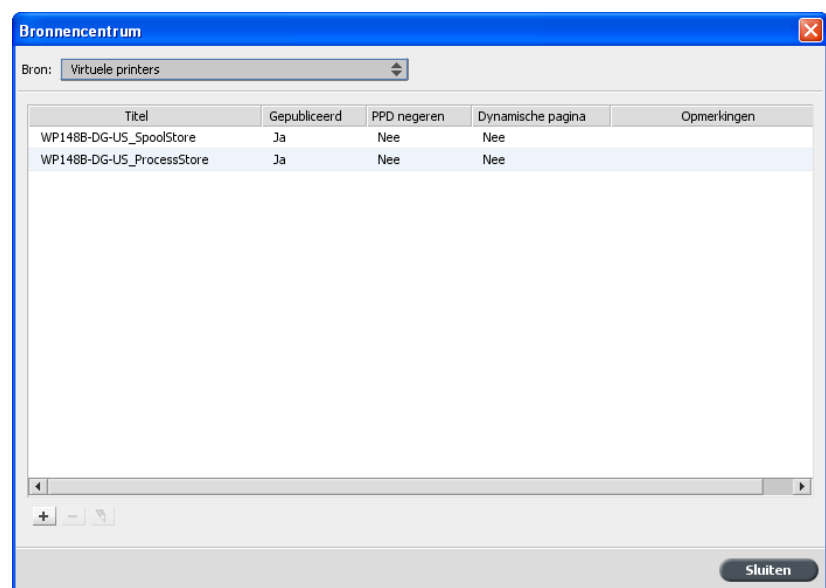 Bronnencentrum
Bron: Virtuele printers
Titel Gepubliceerd PPD negeren Dynamische pagina Opmerkingen
WP148B-DG-US_SpoolStore Ja Nee Nee
WP148B-DG-US_ProcessStore Ja Nee Nee
Sluiten